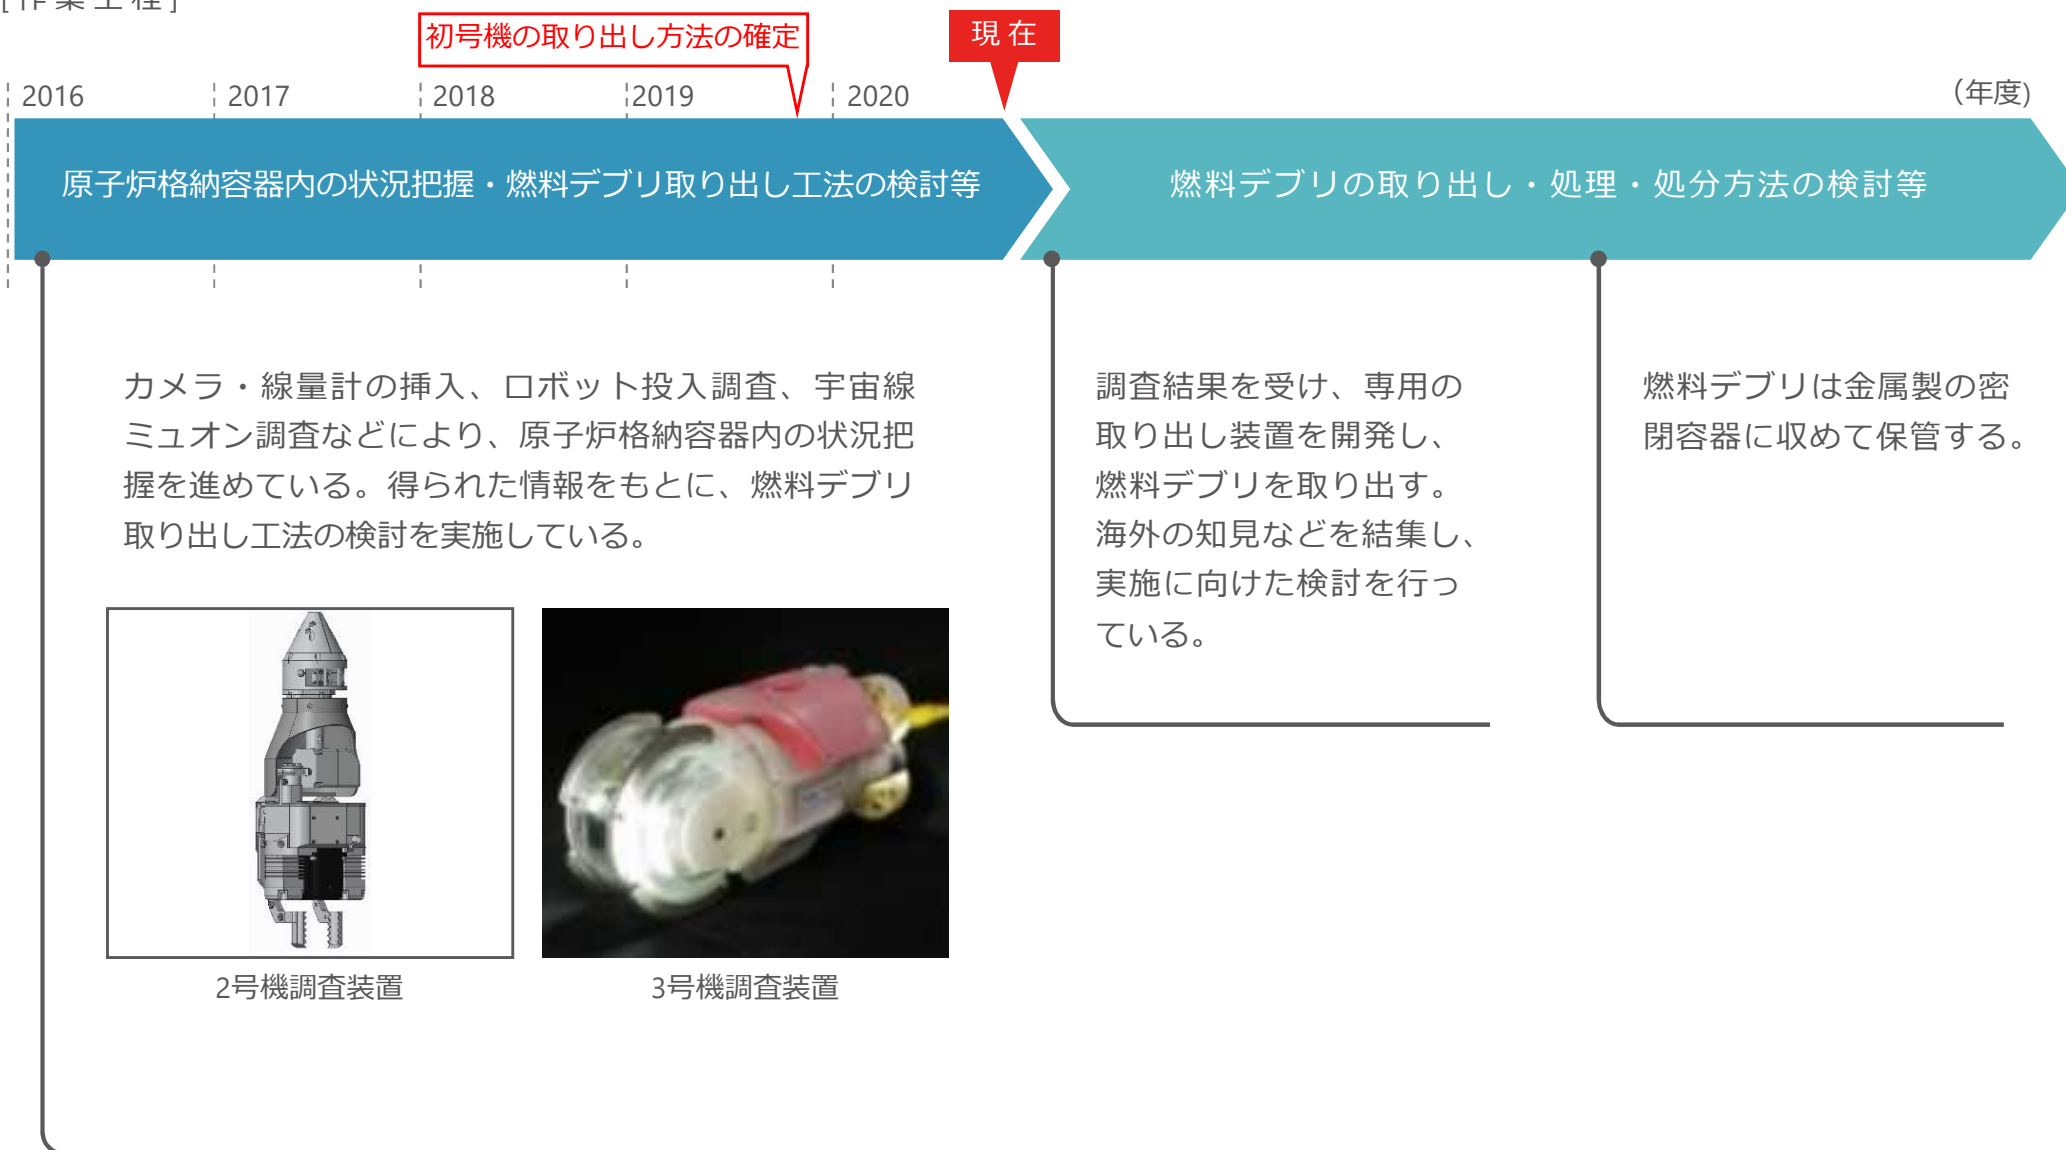 [作業工程]
初号機の取り出し方法の確定
現在
2016
2017
2018
2019
2020
(年度)
原子炉格納容器内の状況把握・燃料デブリ取り出し工法の検討等
燃料デブリの取り出し・処理・処分方法の検討等
カメラ・線量計の挿入、ロボット投入調査、宇宙線
ミュオン調査などにより、原子炉格納容器内の状況把
握を進めている。得られた情報をもとに、燃料デブリ
取り出し工法の検討を実施している。
調査結果を受け、専用の
取り出し装置を開発し、
燃料デブリを取り出す。
海外の知見などを結集し、
実施に向けた検討を行っ
ている。
燃料デブリは金属製の密
閉容器に収めて保管する。
2号機調査装置
3号機調査装置